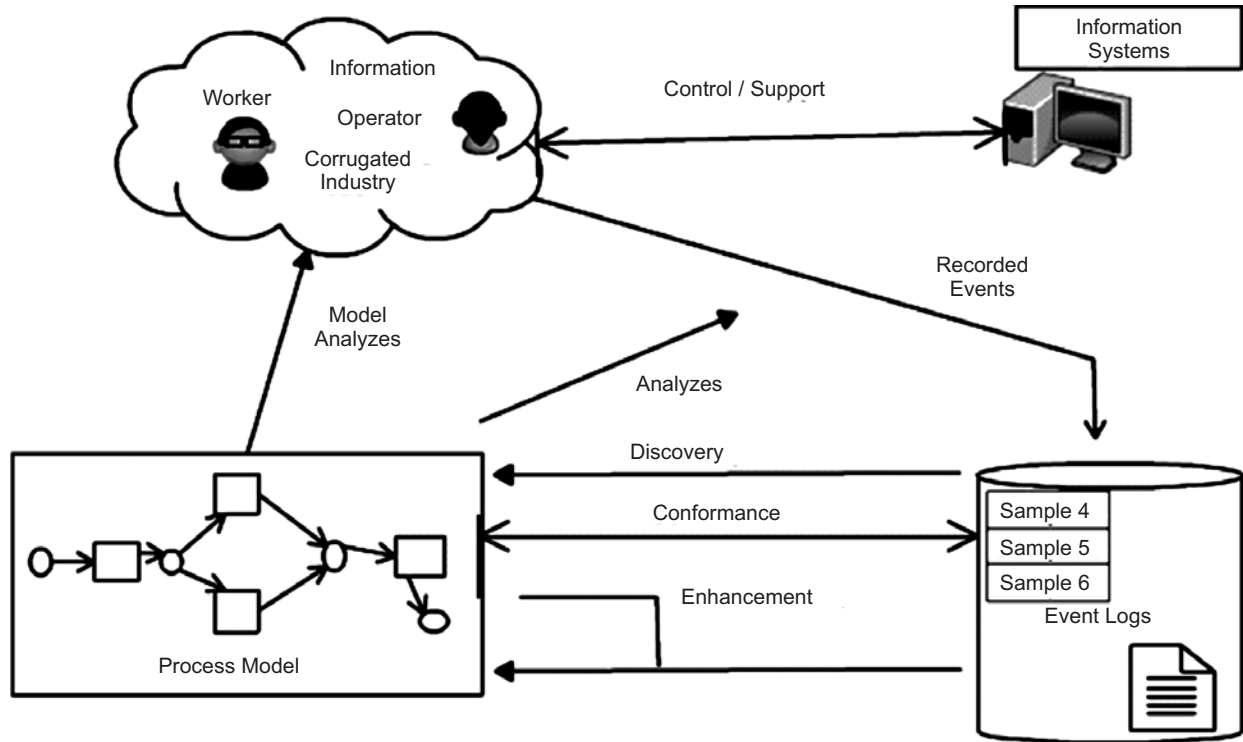 Information
Systems
Information
Worker
Operator
Corrugated
Industry
Control / Support
Recorded
Events
Model
Analyzes
Analyzes
Discovery
Conformance
Enhancement
Sample 4
Sample 5
Sample 6
Event Logs
Process Model